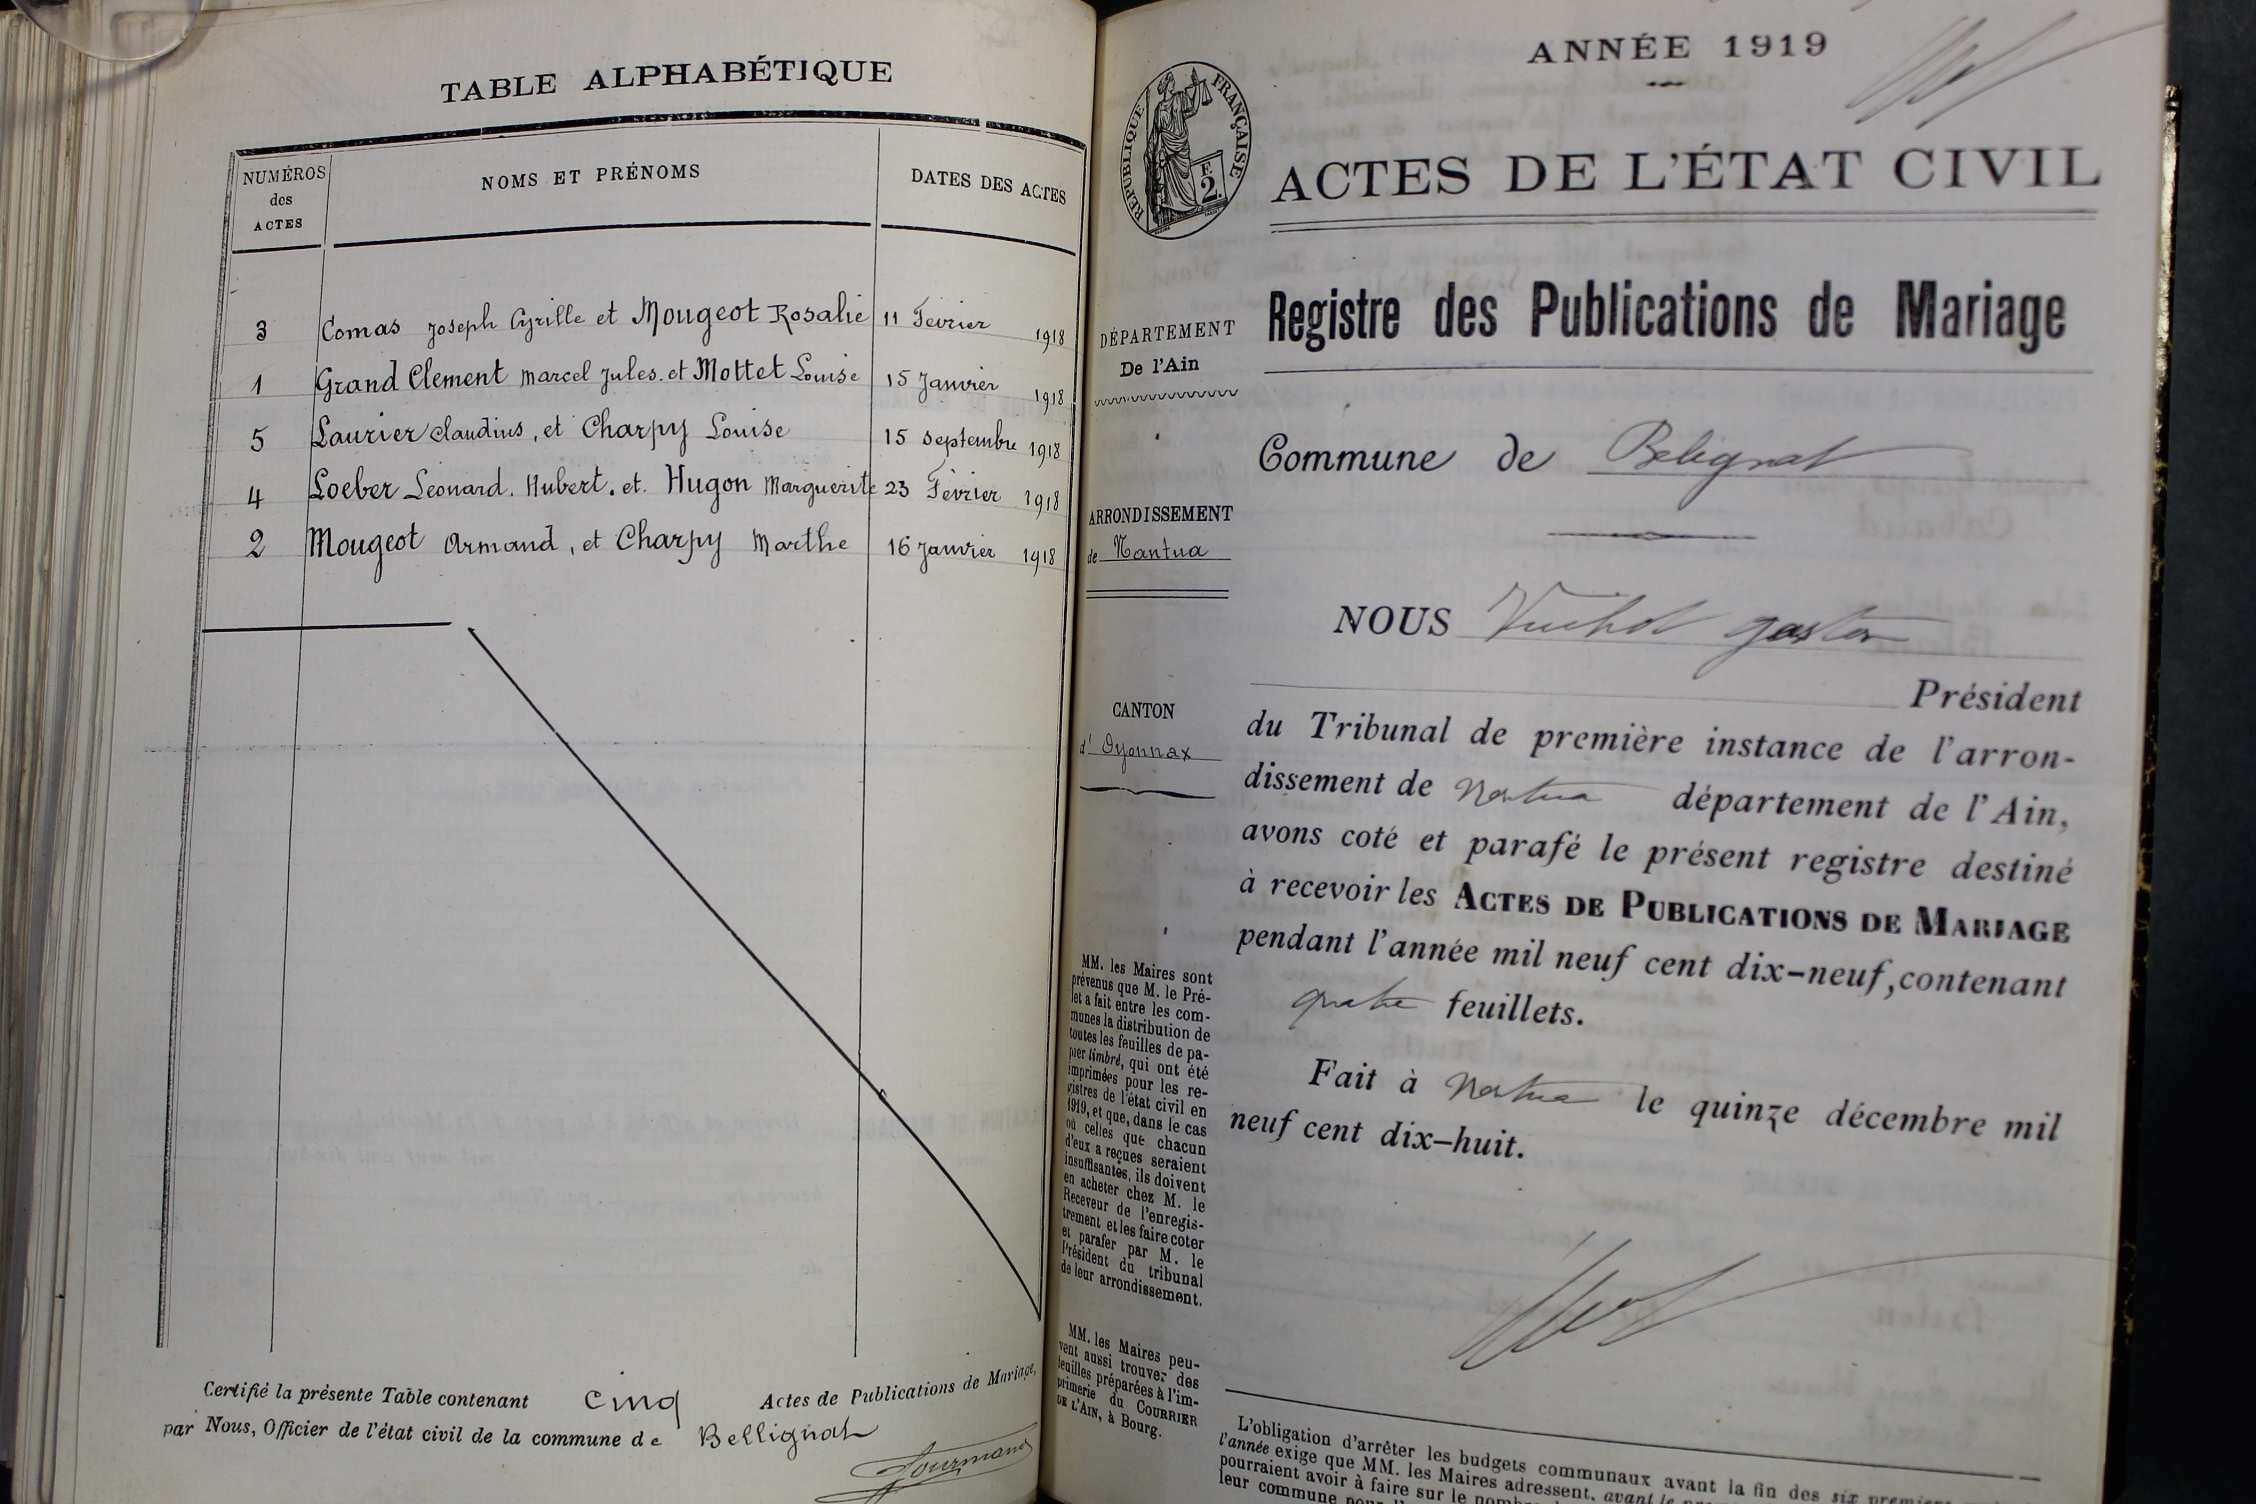 TABLE ALPHABÉTIQUE
NUMÉROS
des
ACTES
NOMS ET PRÉNOMS
DATES DES ACTES
3 Comas Joseph Cyrille et Mougeot Rosalie 11 Février 1918
1 Grand Clement Marcel Jules. et Mottet Louise 15 Janvier 1918
5 Laurier Claudius, et Charpy Louise 15 Septembre 1918
4 Loeber Léonard. Hubert. et. Hugon Marguerite 23 Février 1918
2 Mougeot Armand, et Charpy Marthe 16 Janvier 1918
Certifié la présente Table contenant cinq Actes de Publications de Mariage,
par Nous, Officier de l'état civil de la commune de Bellignat
ANNÉE 1919
RÉPUBLIQUE FRANÇAISE
F.
2.
ACTES DE L'ÉTAT CIVIL
Registre des Publications de Mariage
DÉPARTEMENT
De l'Ain
ARRONDISSEMENT
de Nantua
CANTON
d' Oyonnax
MM. les Maires sont
prévenus que M. le Pré-
fet a fait entre les com-
munes la distribution de
toutes les feuilles de pa-
pier timbré, qui ont été
imprimées pour les re-
gistres de l'état civil en
1919, et que, dans le cas
où celles que chacun
d'eux a reçues seraient
insuffisantes, ils doivent
en acheter chez M. le
Receveur de l'enregis-
trement et les faire coter
et parafer par M. le
Président du tribunal
de leur arrondissement.
MM. les Maires peu-
vent aussi trouver des
feuilles préparées à l'im-
primerie du COURRIER
DE L'AIN, à Bourg.
Commune de Belignat
NOUS Gaston
Président
du Tribunal de première instance de l'arron-
dissement de Nantua département de l'Ain,
avons coté et parafé le présent registre destiné
à recevoir les ACTES DE PUBLICATIONS DE MARIAGE
pendant l'année mil neuf cent dix-neuf, contenant
quatre feuillets.
Fait à Nantua le quinze décembre mil
neuf cent dix-huit.
L'obligation d'arrêter les budgets communaux avant la fin des six premiers
l'année exige que MM. les Maires adressent, avant le
pourraient avoir à faire sur le
leur commune